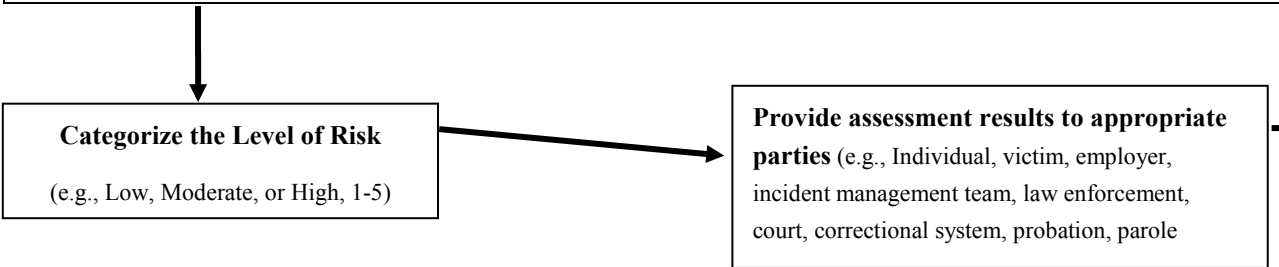 Categorize the Level of Risk
(e.g., Low, Moderate, or High, 1-5)
Provide assessment results to appropriate
parties (e.g., Individual, victim, employer,
incident management team, law enforcement,
court, correctional system, probation, parole